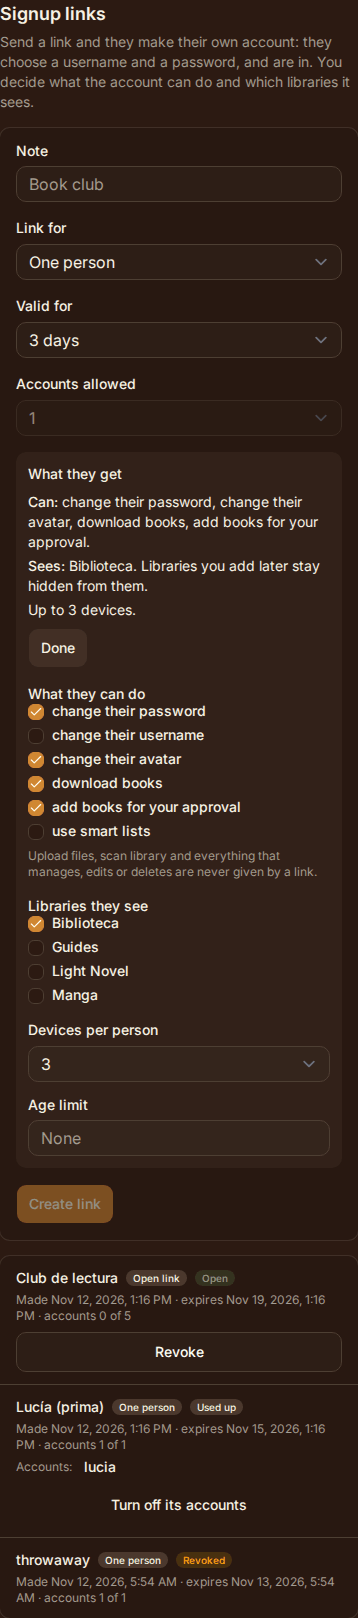 Signup links
Send a link and they make their own account: they
choose a username and a password, and are in. You
decide what the account can do and which libraries it
sees.
Note
Book club
Link for
One person
Valid for
3 days
Accounts allowed
1
What they get
Can: change their password, change their
avatar, download books, add books for your
approval.
Sees: Biblioteca. Libraries you add later stay
hidden from them.
Up to 3 devices.
Done
What they can do
change their password
change their username
change their avatar
download books
add books for your approval
use smart lists
Upload files, scan library and everything that
manages, edits or deletes are never given by a link.
Libraries they see
Biblioteca
Guides
Light Novel
Manga
Devices per person
3
Age limit
None
Create link
Club de lectura Open link Open
Made Nov 12, 2026, 1:16 PM · expires Nov 19, 2026, 1:16
PM · accounts 0 of 5
Revoke
Lucía (prima) One person Used up
Made Nov 12, 2026, 1:16 PM · expires Nov 15, 2026, 1:16
PM · accounts 1 of 1
Accounts: lucia
Turn off its accounts
throwaway One person Revoked
Made Nov 12, 2026, 5:54 AM · expires Nov 13, 2026, 5:54
AM · accounts 1 of 1